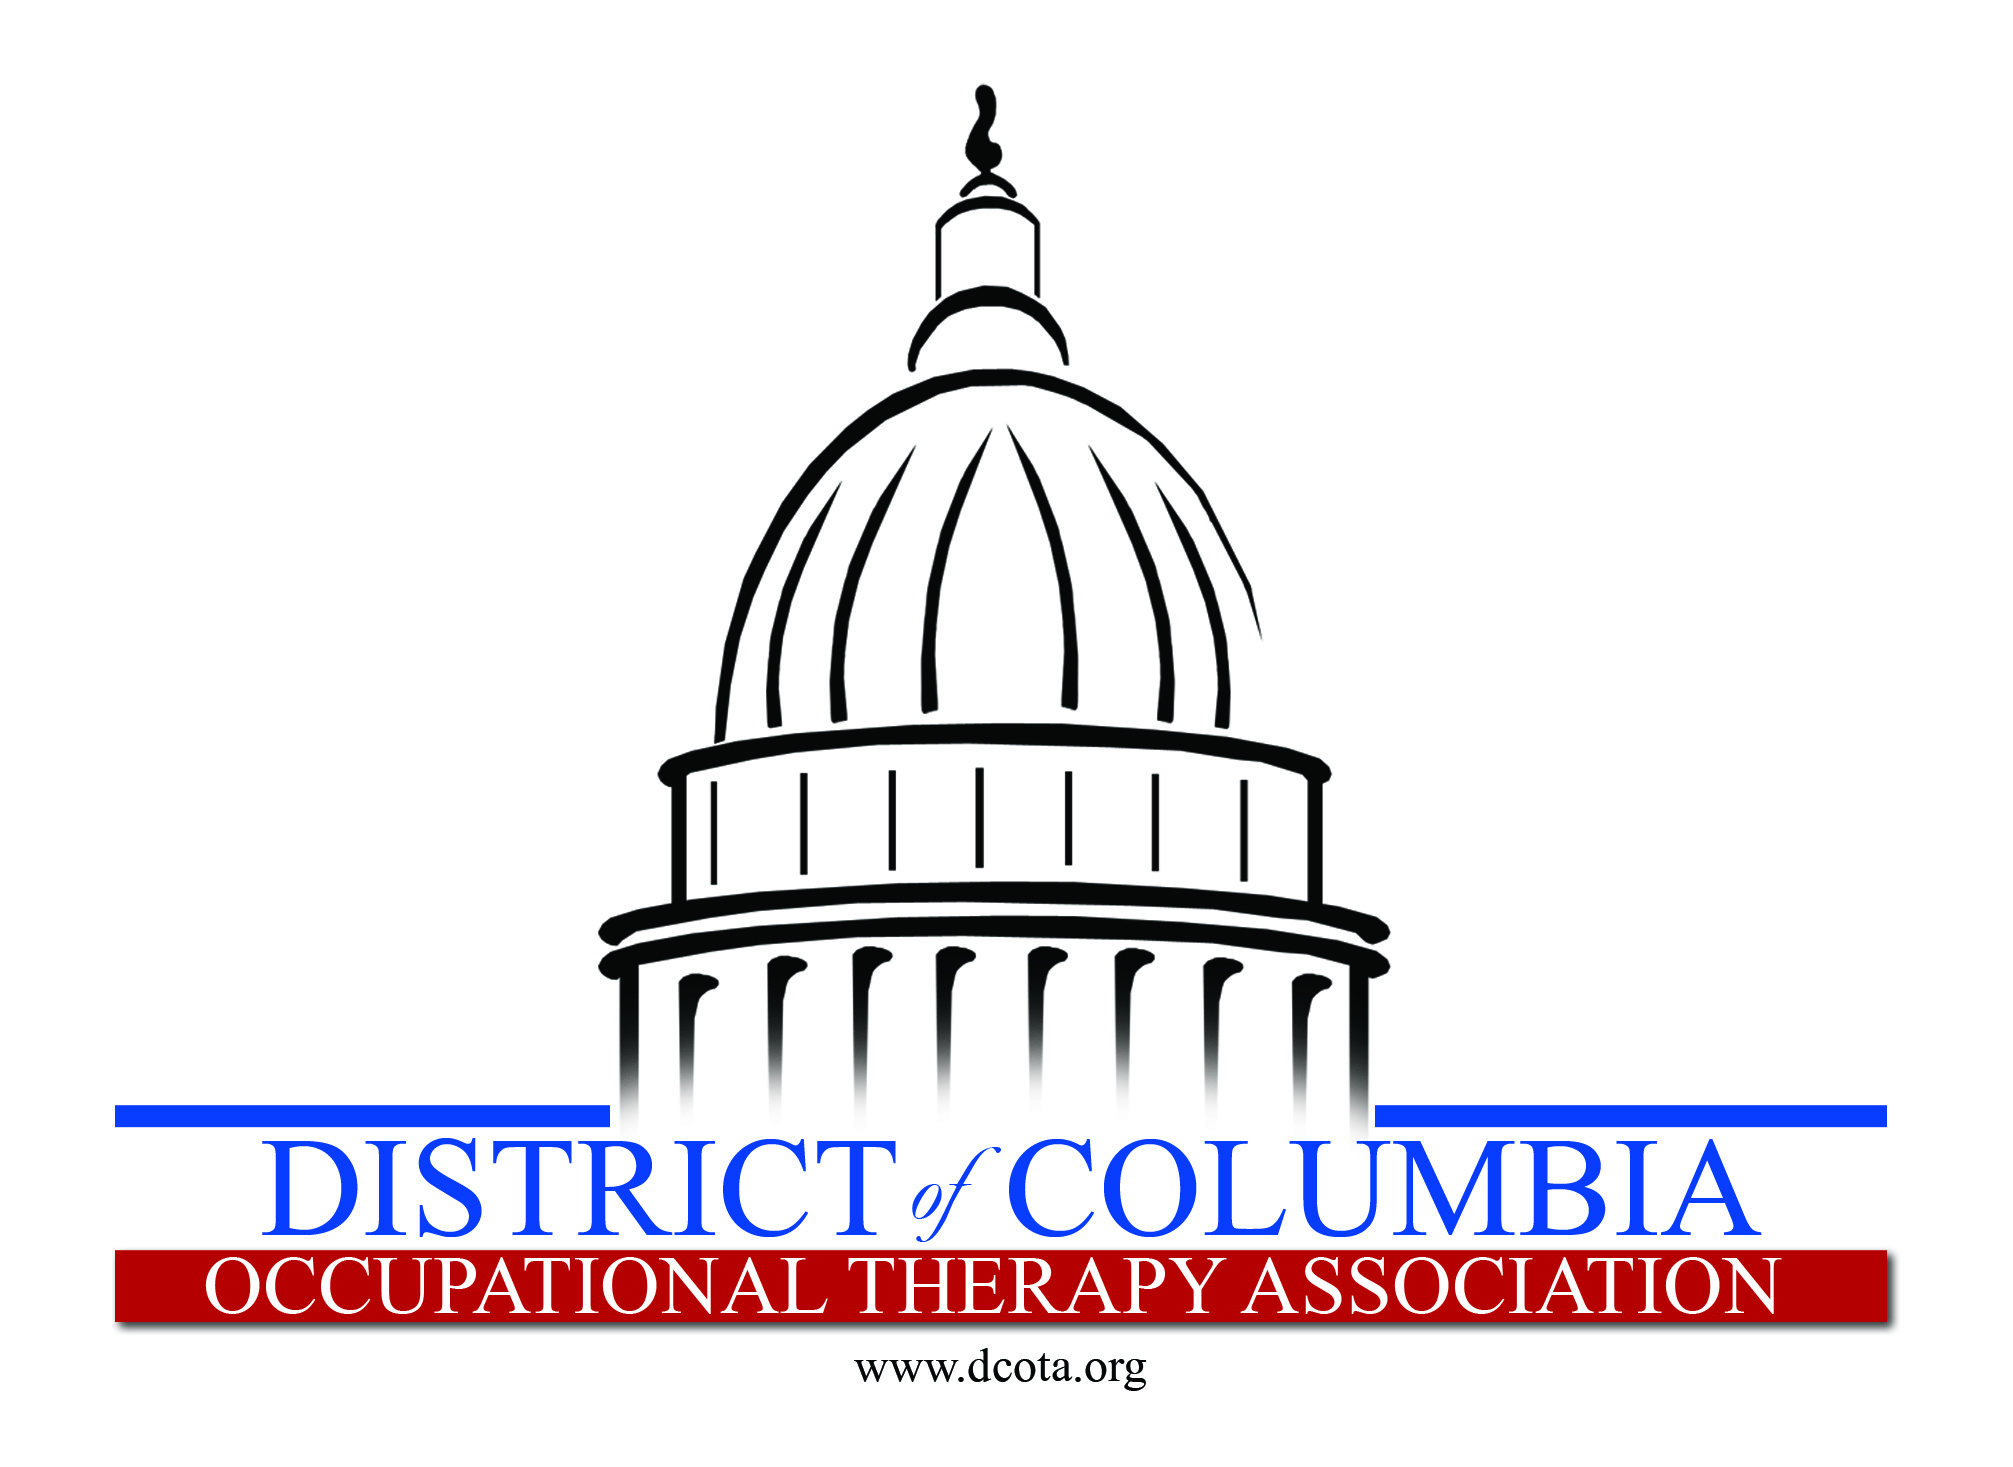 DISTRICT of COLUMBIA
OCCUPATIONAL THERAPY ASSOCIATION
www.dcota.org